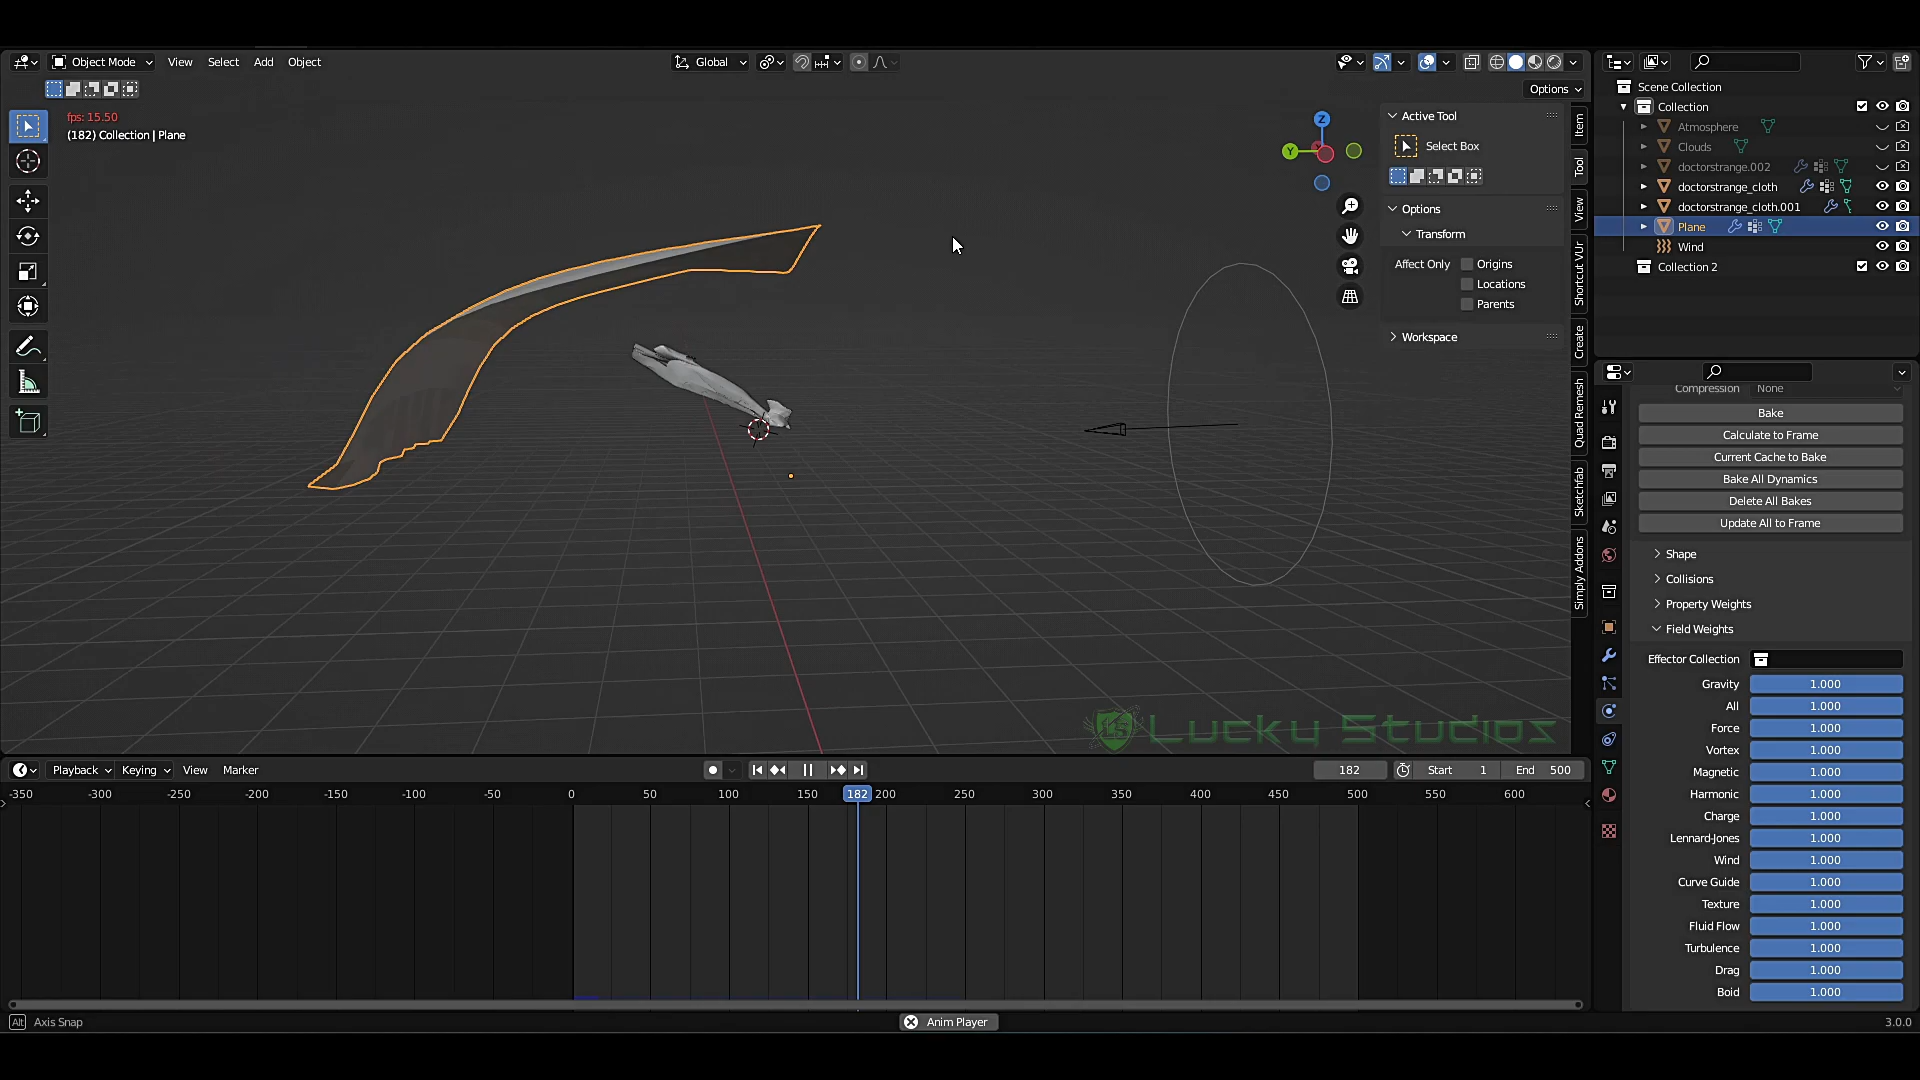 Object Mode View Select Add Object Global
Options
fps: 15.50
(182) Collection | Plane
Z
Y
Active Tool
Select Box
Options
Transform
Affect Only Origins
Locations
Parents
Workspace
Item
Tool
View
Shortcut VUr
Create
Quad Remesh
Sketchfab
Simply Addons
Lucky Studios
Scene Collection
Collection
Atmosphere
Clouds
doctorstrange.002
doctorstrange_cloth
doctorstrange_cloth.001
Plane
Wind
Collection 2
Compression None
Bake
Calculate to Frame
Current Cache to Bake
Bake All Dynamics
Delete All Bakes
Update All to Frame
Shape
Collisions
Property Weights
Field Weights
Effector Collection
Gravity 1.000
All 1.000
Force 1.000
Vortex 1.000
Magnetic 1.000
Harmonic 1.000
Charge 1.000
Lennard-Jones 1.000
Wind 1.000
Curve Guide 1.000
Texture 1.000
Fluid Flow 1.000
Turbulence 1.000
Drag 1.000
Boid 1.000
Playback Keying View Marker 182 Start 1 End 500
-350 -300 -250 -200 -150 -100 -50 0 50 100 150 182 200 250 300 350 400 450 500 550 600
Alt Axis Snap Anim Player 3.0.0